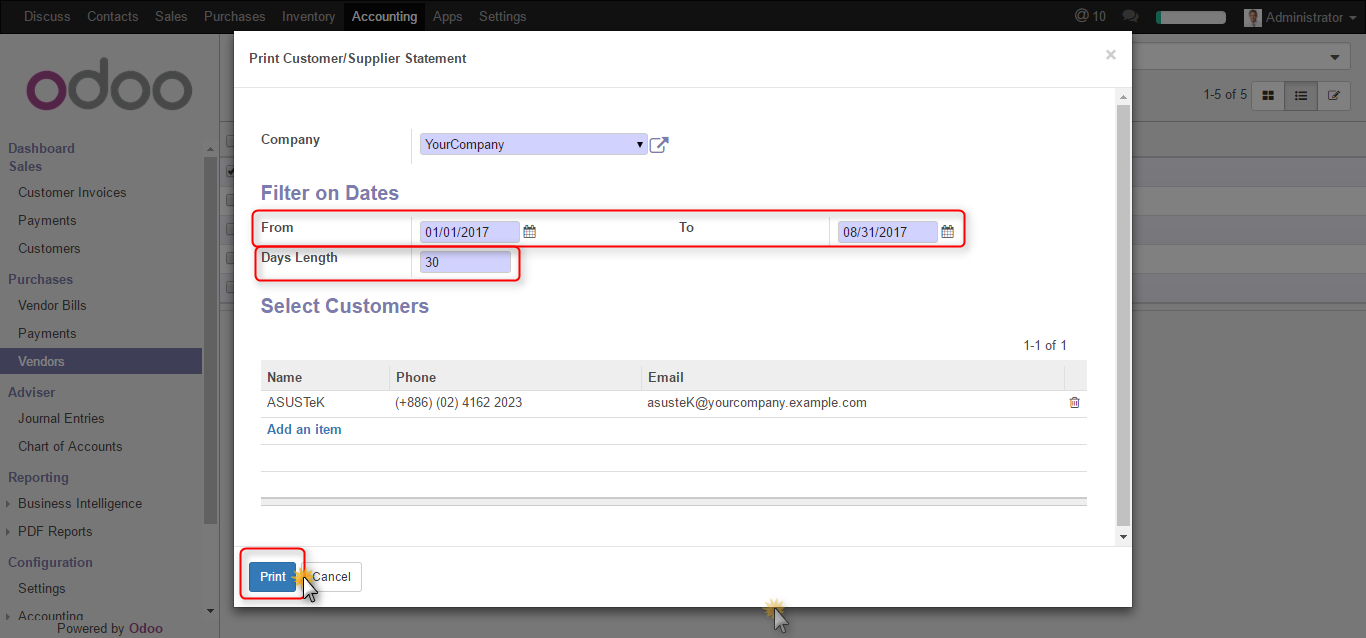 Discuss Contacts Sales Purchases Inventory Accounting Apps Settings @ 10 Administrator
odoo
Dashboard
Sales
Customer Invoices
Payments
Customers
Purchases
Vendor Bills
Payments
Vendors
Adviser
Journal Entries
Chart of Accounts
Reporting
Business Intelligence
PDF Reports
Configuration
Settings
Accounting
Powered by Odoo
1-5 of 5
Print Customer/Supplier Statement ×
Company YourCompany
Filter on Dates
From 01/01/2017 To 08/31/2017
Days Length 30
Select Customers
1-1 of 1
Name Phone Email
ASUSTeK (+886) (02) 4162 2023 asusteK@yourcompany.example.com
Add an item
Print Cancel